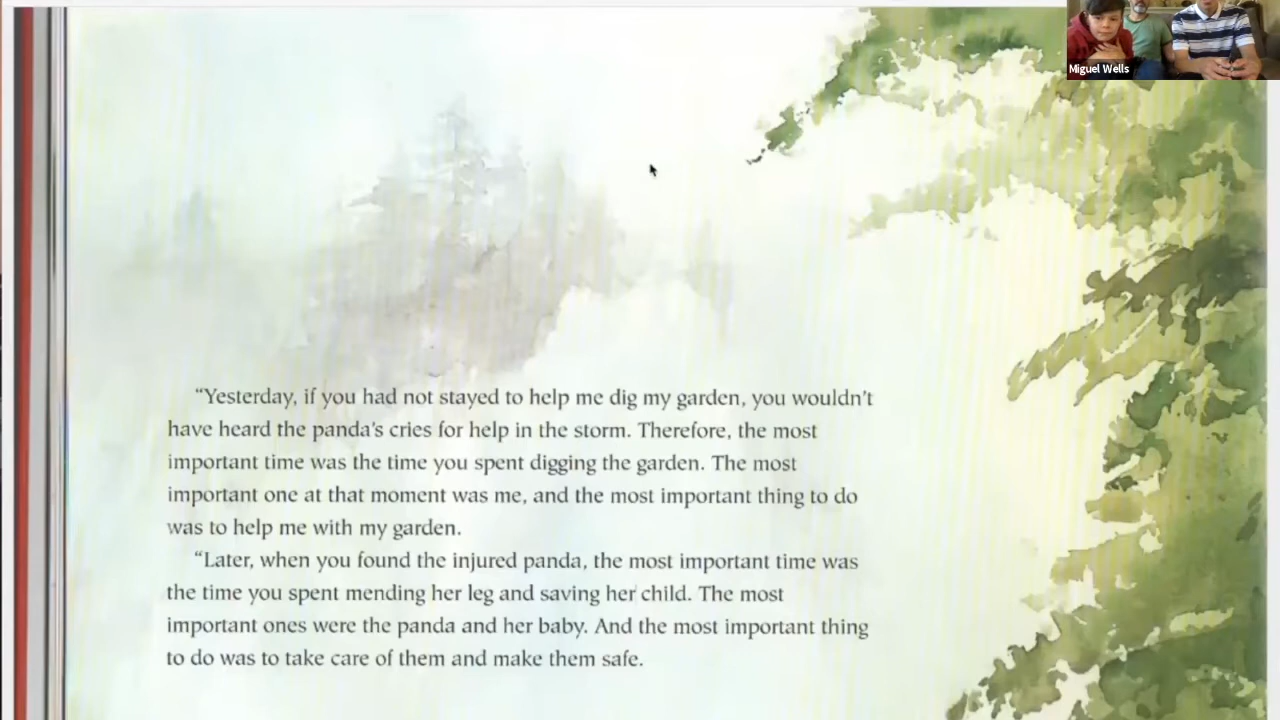 Miguel Wells
“Yesterday, if you had not stayed to help me dig my garden, you wouldn't
have heard the panda's cries for help in the storm. Therefore, the most
important time was the time you spent digging the garden. The most
important one at that moment was me, and the most important thing to do
was to help me with my garden.
“Later, when you found the injured panda, the most important time was
the time you spent mending her leg and saving her child. The most
important ones were the panda and her baby. And the most important thing
to do was to take care of them and make them safe.